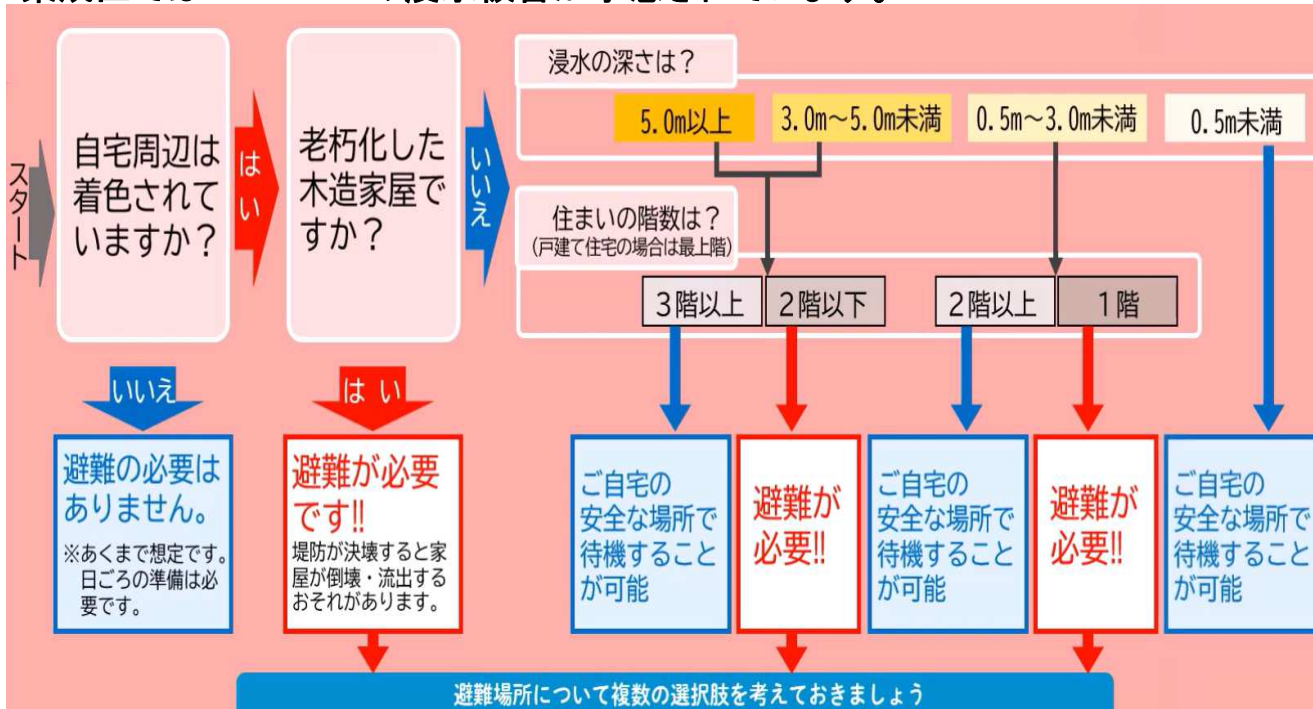 スタート
自宅周辺は
着色されて
いますか？
はい
老朽化した
木造家屋で
すか？
いいえ
浸水の深さは？
5.0m以上
3.0m～5.0m未満
0.5m～3.0m未満
0.5m未満
住まいの階数は？
(戸建て住宅の場合は最上階)
３階以上
２階以下
２階以上
１階
いいえ
はい
避難の必要は
ありません。
※あくまで想定です。
日ごろの準備は必
要です。
避難が必要
です!!
堤防が決壊すると家
屋が倒壊・流出する
おそれがあります。
ご自宅の
安全な場所で
待機すること
が可能
避難が
必要!!
ご自宅の
安全な場所で
待機すること
が可能
避難が
必要!!
ご自宅の
安全な場所で
待機すること
が可能
避難場所について複数の選択肢を考えておきましょう